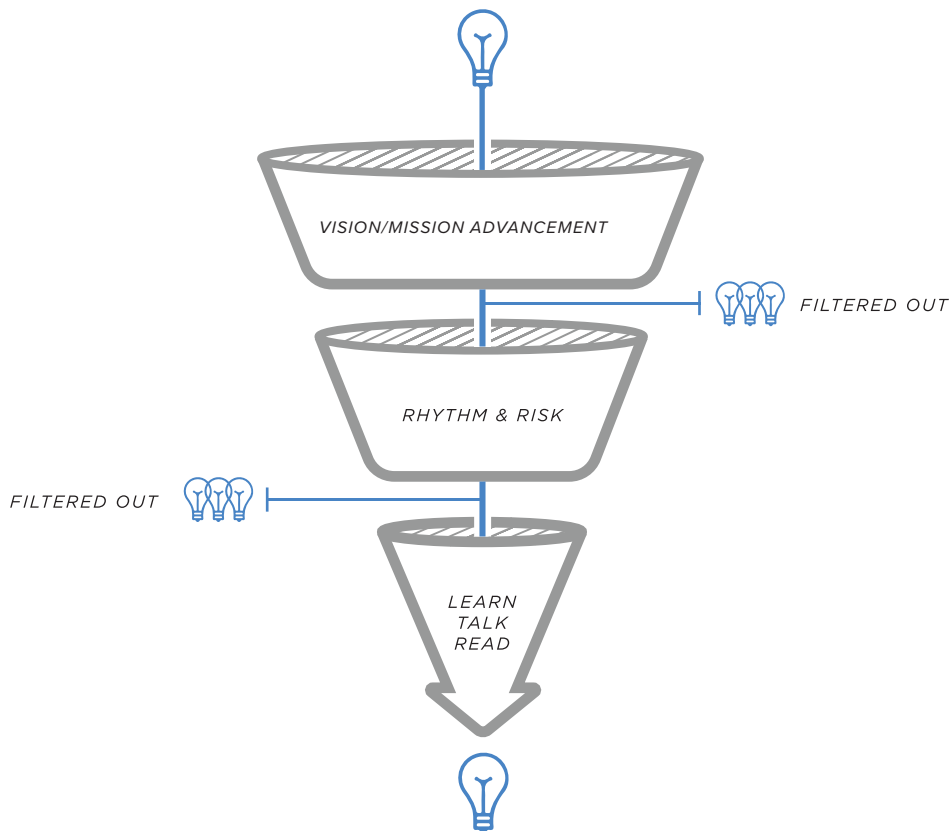 VISION/MISSION ADVANCEMENT
FILTERED OUT
RHYTHM & RISK
FILTERED OUT
LEARN
TALK
READ